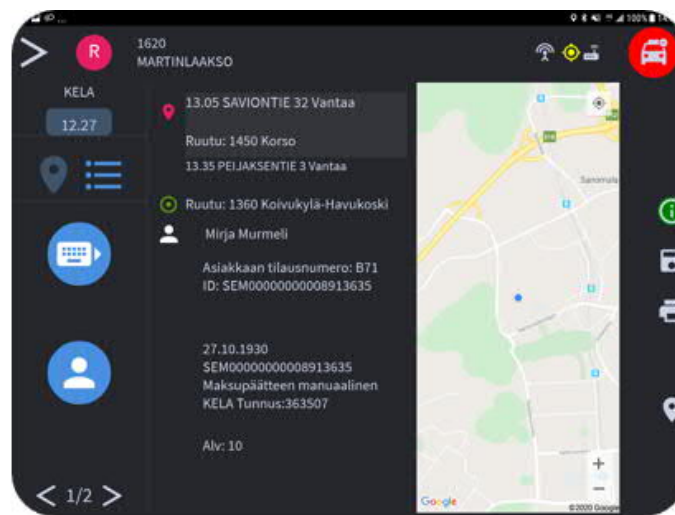 100%
R
1620
MARTINLAAKSO
KELA
12.27
13.05 SAVIONTIE 32 Vantaa
Ruutu: 1450 Korso
13.35 PEIJAKSENTIE 3 Vantaa
Ruutu: 1360 Koivukylä-Havukoski
Mirja Murmeli
Asiakkaan tilausnumero: B71
ID: SEM00000000008913635
27.10.1930
SEM00000000008913635
Maksupäätteen manuaalinen
KELA Tunnus:363507
Alv: 10
1/2
+
−
Google
©2020 Google